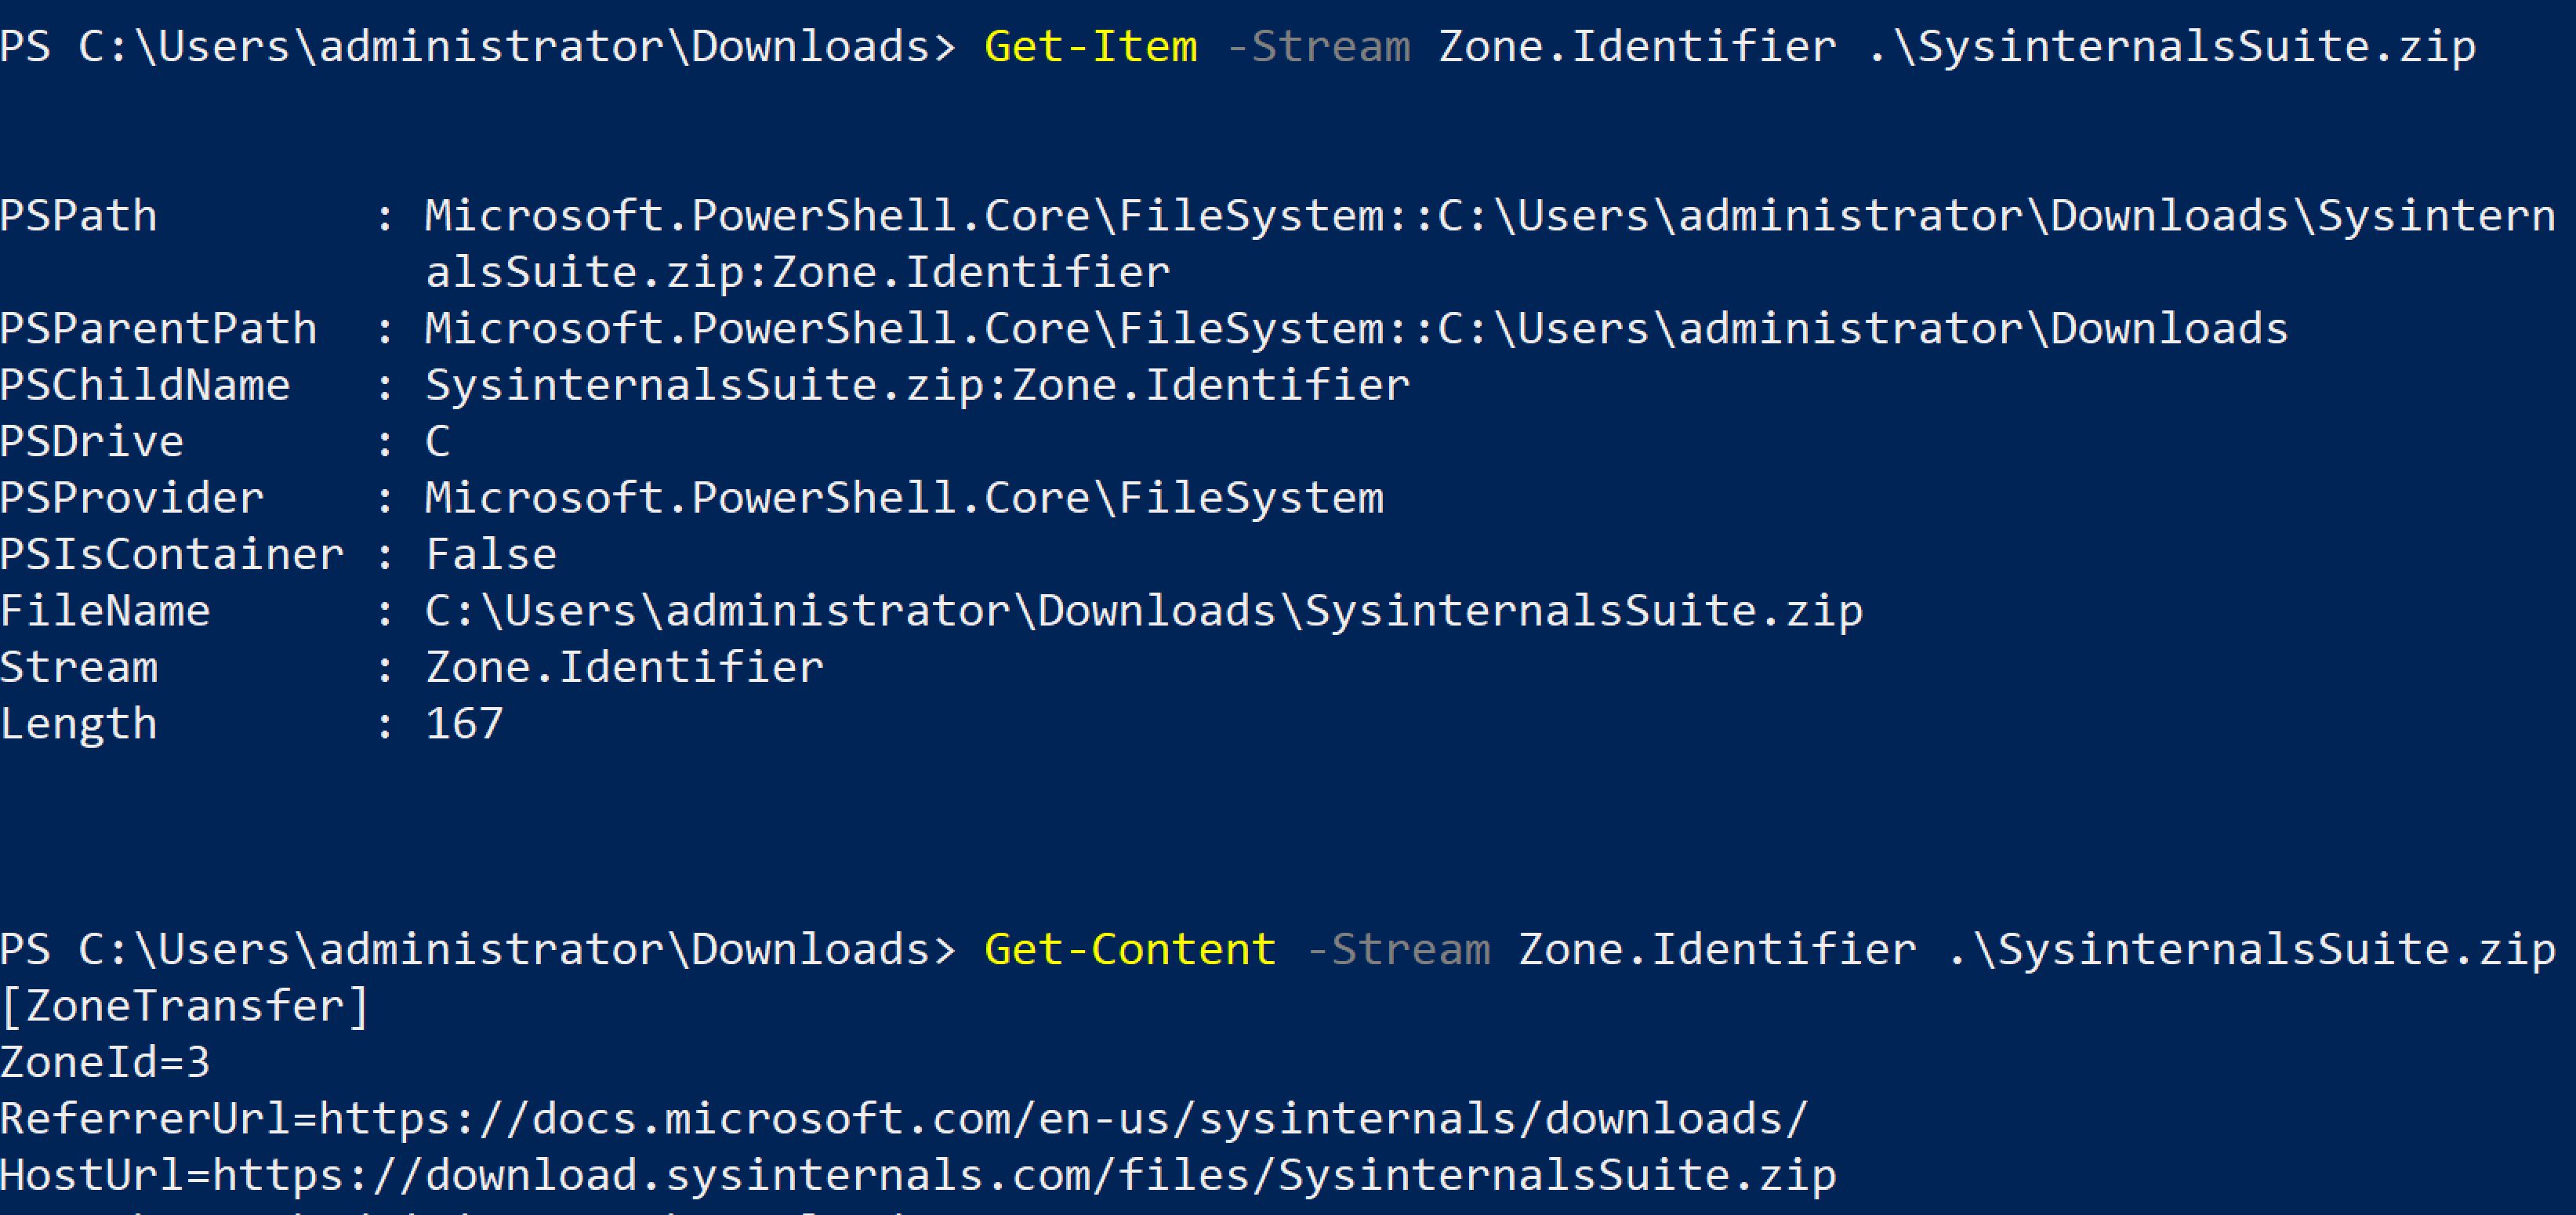 PS C:\Users\administrator\Downloads> Get-Item -Stream Zone.Identifier .\SysinternalsSuite.zip
PSPath        : Microsoft.PowerShell.Core\FileSystem::C:\Users\administrator\Downloads\Sysintern
                alsSuite.zip:Zone.Identifier
PSParentPath  : Microsoft.PowerShell.Core\FileSystem::C:\Users\administrator\Downloads
PSChildName   : SysinternalsSuite.zip:Zone.Identifier
PSDrive       : C
PSProvider    : Microsoft.PowerShell.Core\FileSystem
PSIsContainer : False
FileName      : C:\Users\administrator\Downloads\SysinternalsSuite.zip
Stream        : Zone.Identifier
Length        : 167
PS C:\Users\administrator\Downloads> Get-Content -Stream Zone.Identifier .\SysinternalsSuite.zip
[ZoneTransfer]
ZoneId=3
ReferrerUrl=https://docs.microsoft.com/en-us/sysinternals/downloads/
HostUrl=https://download.sysinternals.com/files/SysinternalsSuite.zip